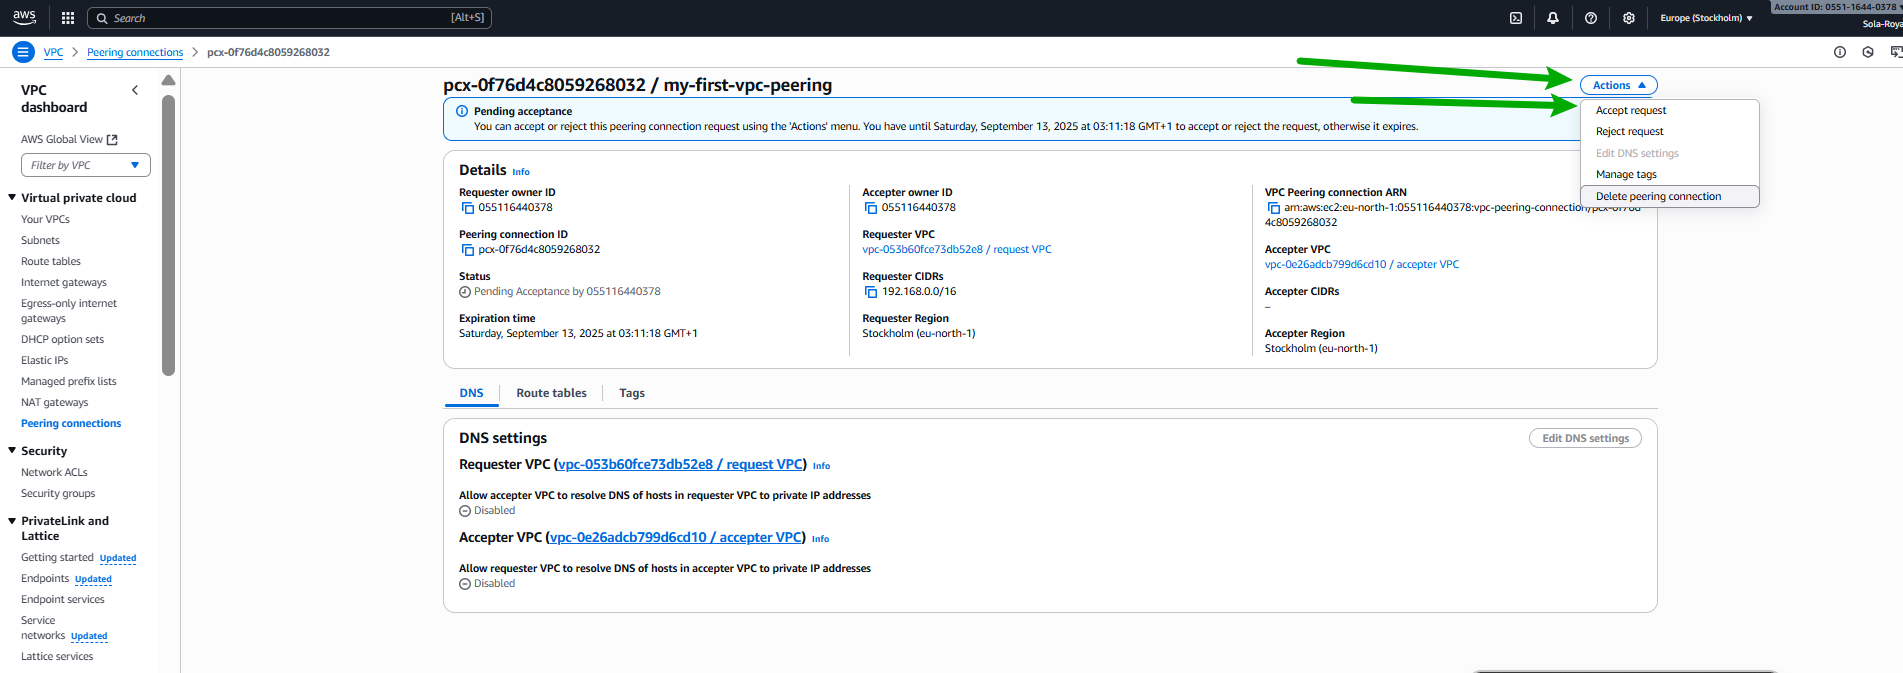 aws
Search [Alt+S]
Europe (Stockholm)
Account ID: 0551-1644-0378
VPC > Peering connections > pcx-0f76d4c8059268032
VPC
dashboard
AWS Global View
Filter by VPC
Virtual private cloud
Your VPCs
Subnets
Route tables
Internet gateways
Egress-only internet
gateways
DHCP option sets
Elastic IPs
Managed prefix lists
NAT gateways
Peering connections
Security
Network ACLs
Security groups
PrivateLink and
Lattice
Getting started Updated
Endpoints Updated
Endpoint services
Service
networks Updated
Lattice services
pcx-0f76d4c8059268032 / my-first-vpc-peering
Actions
Accept request
Reject request
Edit DNS settings
Manage tags
Delete peering connection
Pending acceptance
You can accept or reject this peering connection request using the 'Actions' menu. You have until Saturday, September 13, 2025 at 03:11:18 GMT+1 to accept or reject the request, otherwise it expires.
Details Info
Requester owner ID
055116440378
Peering connection ID
pcx-0f76d4c8059268032
Status
Pending Acceptance by 055116440378
Expiration time
Saturday, September 13, 2025 at 03:11:18 GMT+1
Accepter owner ID
055116440378
Requester VPC
vpc-053b60fce73db52e8 / request VPC
Requester CIDRs
192.168.0.0/16
Requester Region
Stockholm (eu-north-1)
VPC Peering connection ARN
arn:aws:ec2:eu-north-1:055116440378:vpc-peering-connection/pcx-0f76d
4c8059268032
Accepter VPC
vpc-0e26adcb799d6cd10 / accepter VPC
Accepter CIDRs
–
Accepter Region
Stockholm (eu-north-1)
DNS
Route tables
Tags
DNS settings
Edit DNS settings
Requester VPC (vpc-053b60fce73db52e8 / request VPC) Info
Allow accepter VPC to resolve DNS of hosts in requester VPC to private IP addresses
Disabled
Accepter VPC (vpc-0e26adcb799d6cd10 / accepter VPC) Info
Allow requester VPC to resolve DNS of hosts in accepter VPC to private IP addresses
Disabled